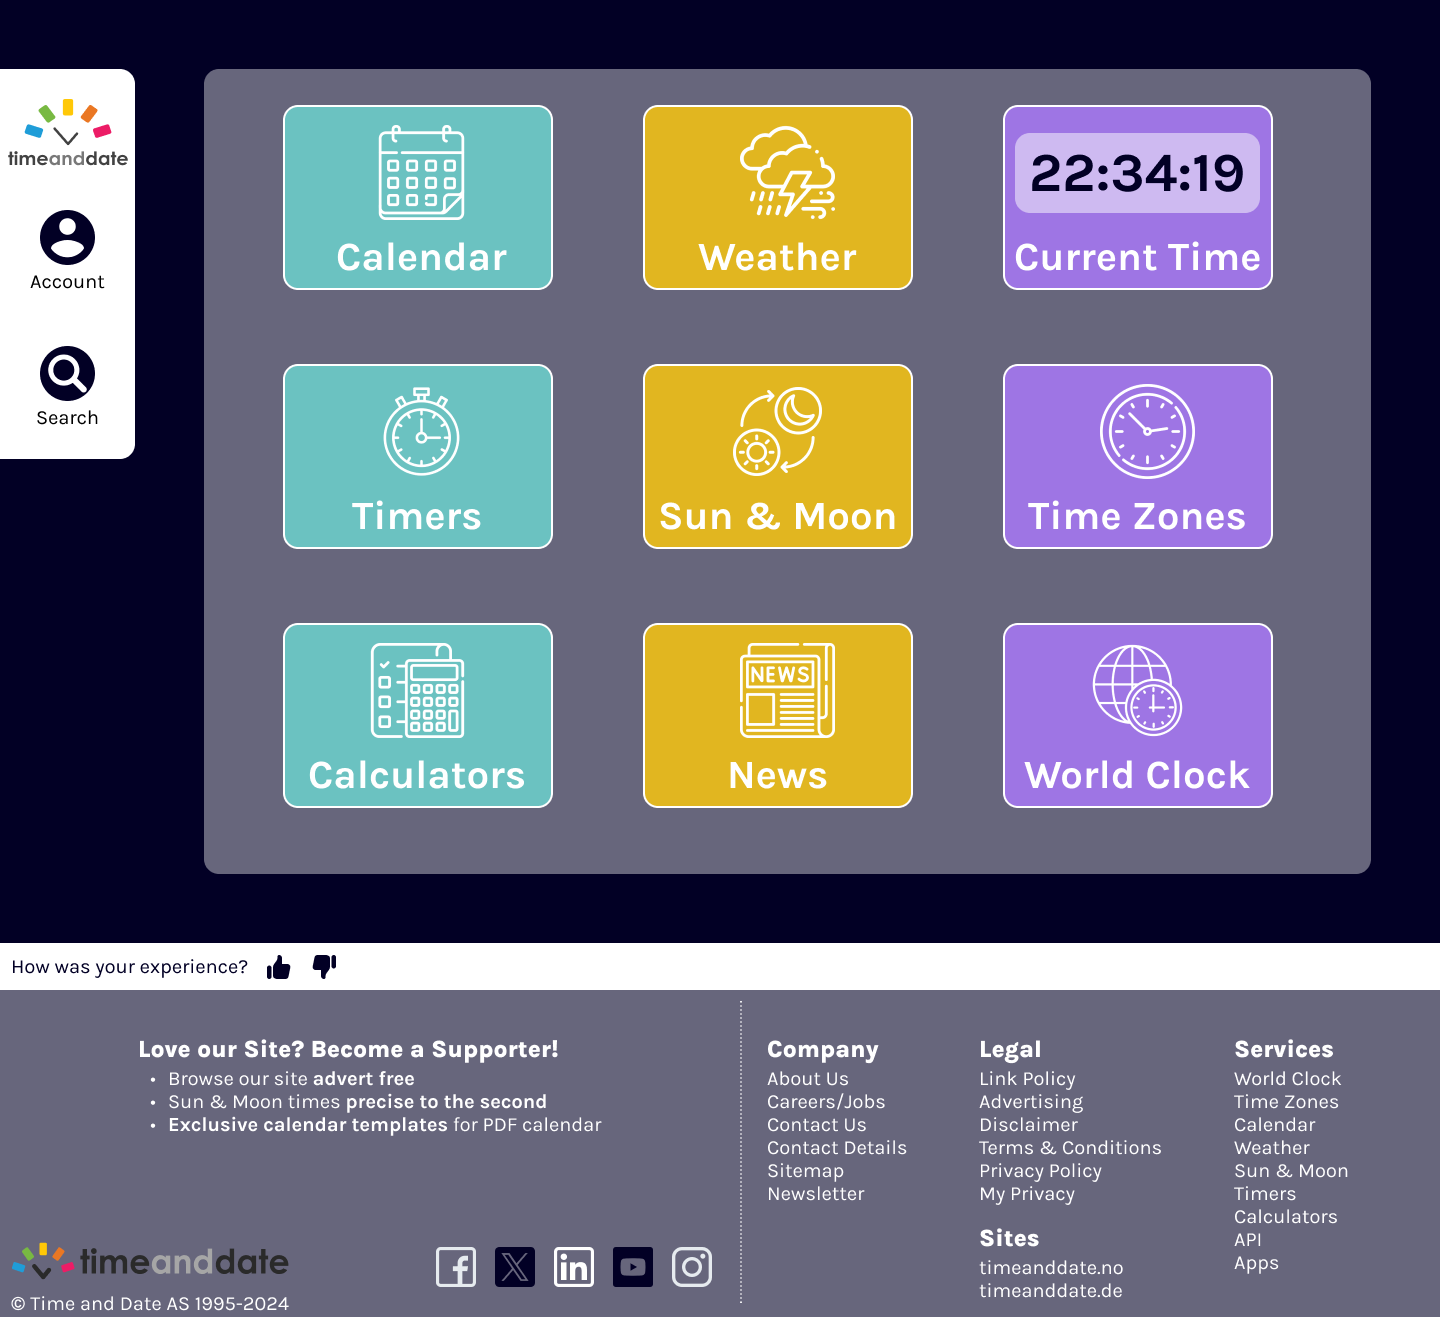 timeanddate
Account
Search
Calendar
Weather
22:34:19
Current Time
Timers
Sun & Moon
Time Zones
Calculators
NEWS
News
World Clock
How was your experience?
Love our Site? Become a Supporter!
• Browse our site advert free
• Sun & Moon times precise to the second
• Exclusive calendar templates for PDF calendar
timeanddate
© Time and Date AS 1995-2024
Company
About Us
Careers/Jobs
Contact Us
Contact Details
Sitemap
Newsletter
Legal
Link Policy
Advertising
Disclaimer
Terms & Conditions
Privacy Policy
My Privacy
Sites
timeanddate.no
timeanddate.de
Services
World Clock
Time Zones
Calendar
Weather
Sun & Moon
Timers
Calculators
API
Apps